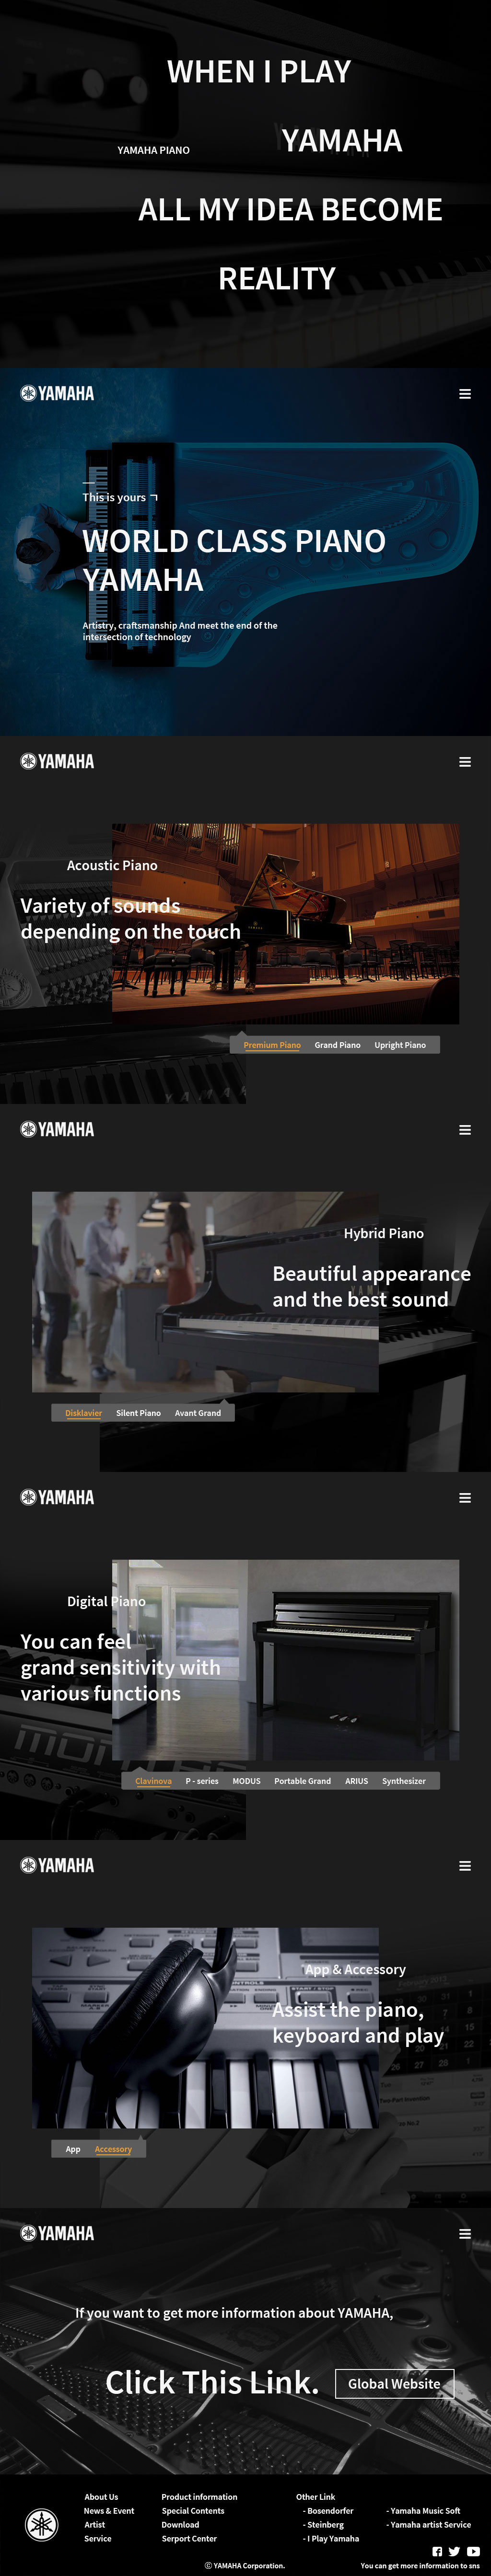 WHEN I PLAY
YAMAHA
YAMAHA PIANO
ALL MY IDEA BECOME
REALITY
YAMAHA
This is yours ㄱ
WORLD CLASS PIANO
YAMAHA
Artistry, craftsmanship And meet the end of the
intersection of technology
YAMAHA
Acoustic Piano
Variety of sounds
depending on the touch
Premium Piano Grand Piano Upright Piano
YAMAHA
YAMAHA
Hybrid Piano
Beautiful appearance
and the best sound
Disklavier Silent Piano Avant Grand
YAMAHA
Digital Piano
You can feel
grand sensitivity with
various functions
Clavinova P - series MODUS Portable Grand ARIUS Synthesizer
YAMAHA
App & Accessory
Assist the piano,
keyboard and play
App Accessory
YAMAHA
If you want to get more information about YAMAHA,
Click This Link. Global Website
About Us Product information Other Link
News & Event Special Contents - Bosendorfer - Yamaha Music Soft
Artist Download - Steinberg - Yamaha artist Service
Service Serport Center - I Play Yamaha
Ⓒ YAMAHA Corporation. You can get more information to sns